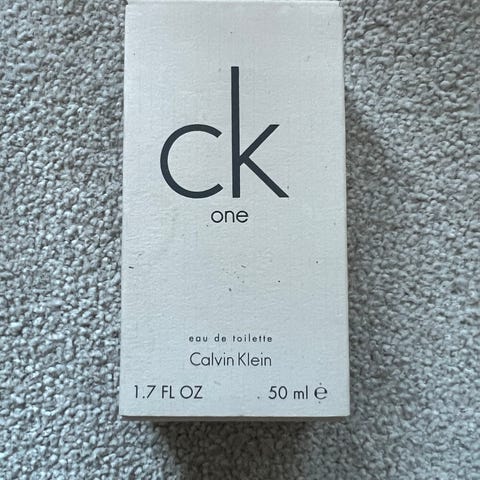 ck
one
eau de toilette
Calvin Klein
1.7 FL OZ 50 ml ℮